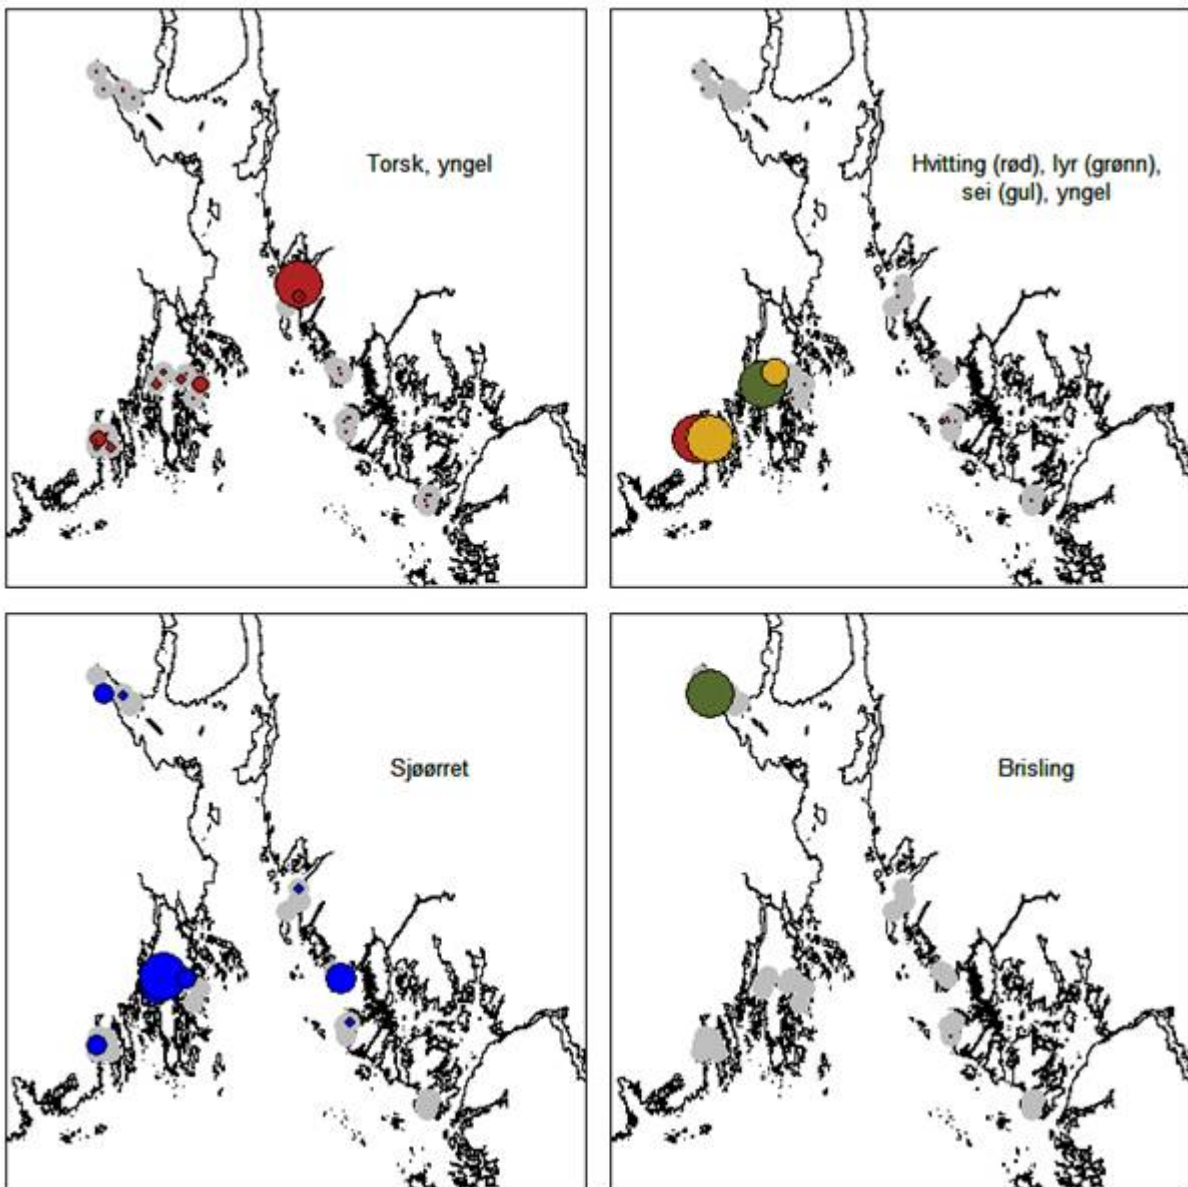 Torsk, yngel
Hvitting (rød), lyr (grønn),
sei (gul), yngel
Sjøørret
Brisling